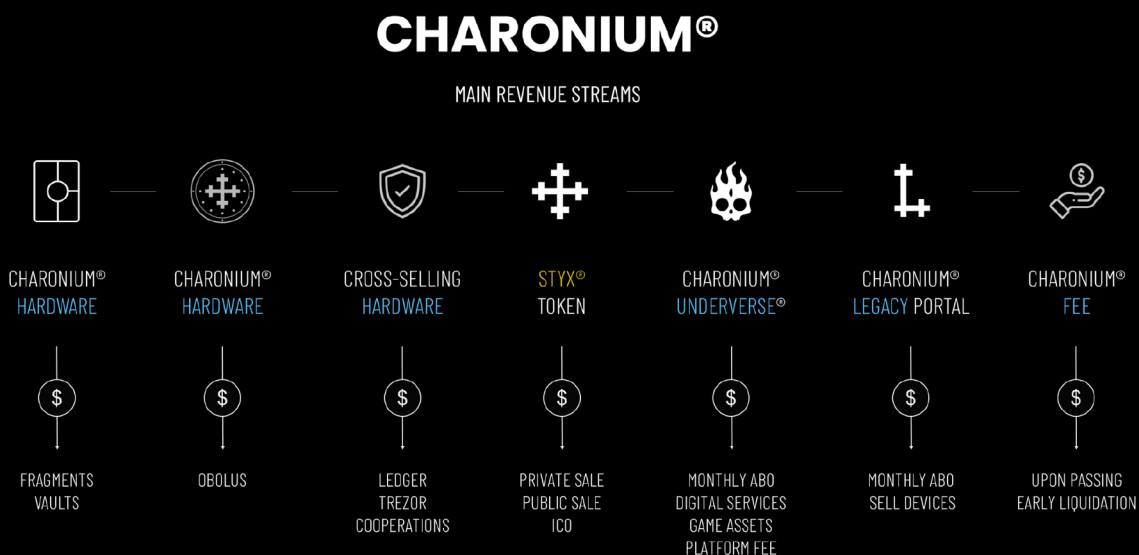 CHARONIUM®
MAIN REVENUE STREAMS
CHARONIUM®
HARDWARE
CHARONIUM®
HARDWARE
CROSS-SELLING
HARDWARE
STYX®
TOKEN
CHARONIUM®
UNDERVERSE®
CHARONIUM®
LEGACY PORTAL
CHARONIUM®
FEE
$
$
$
$
$
$
$
$
FRAGMENTS
VAULTS
OBOLUS
LEDGER
TREZOR
COOPERATIONS
PRIVATE SALE
PUBLIC SALE
ICO
MONTHLY ABO
DIGITAL SERVICES
GAME ASSETS
PLATFORM FEE
MONTHLY ABO
SELL DEVICES
UPON PASSING
EARLY LIQUIDATION